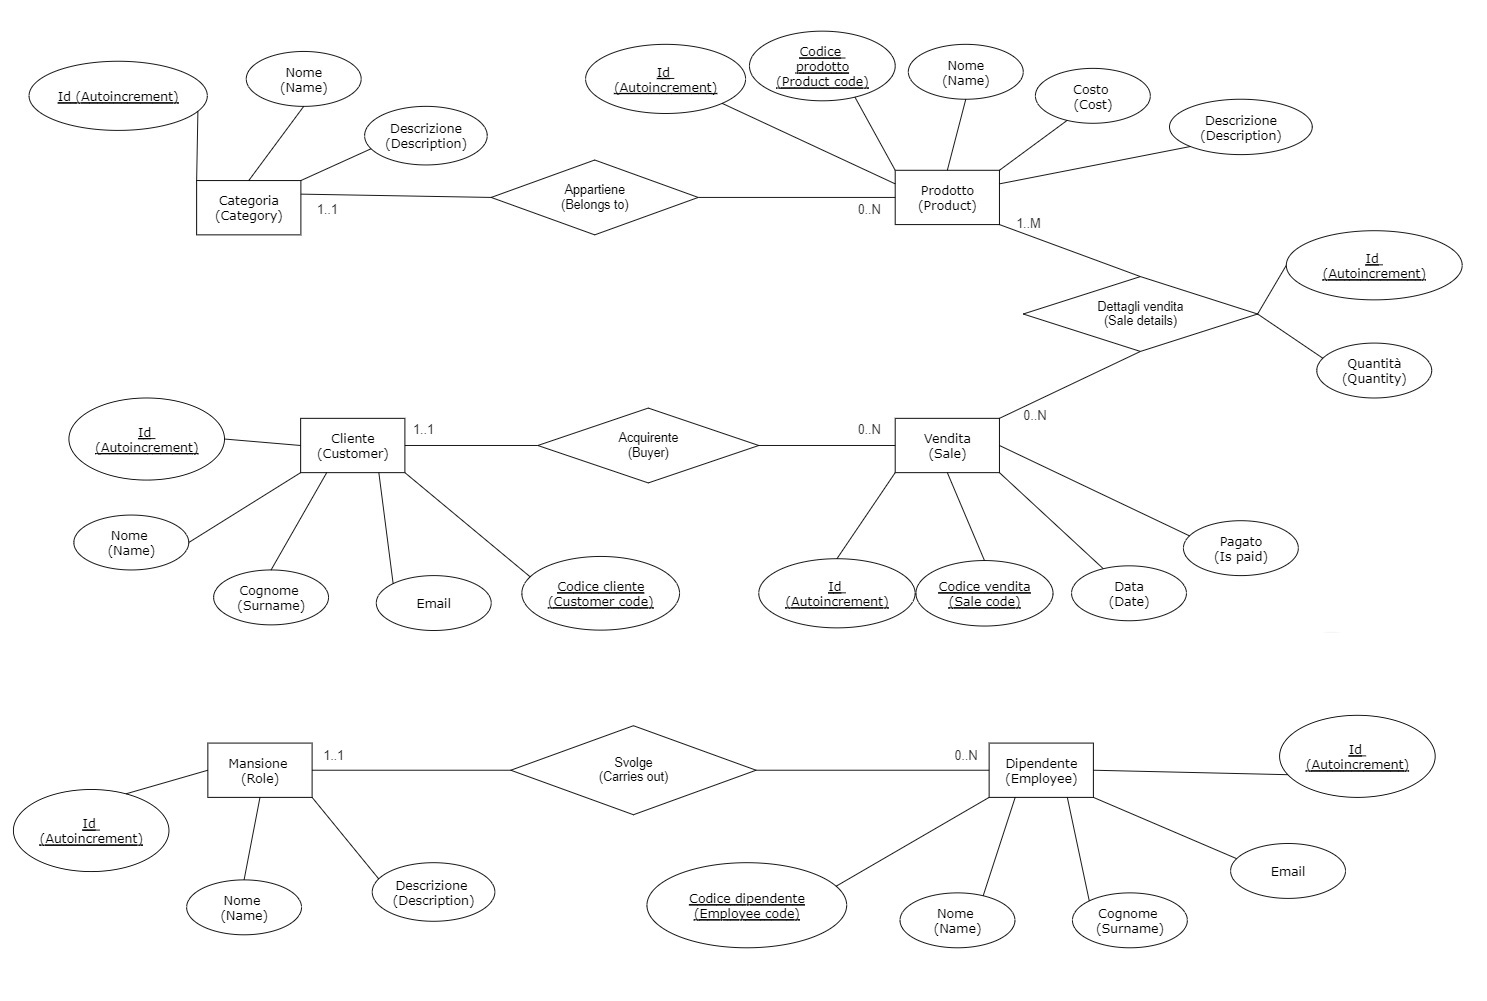 Id (Autoincrement)
Nome
(Name)
Descrizione
(Description)
Categoria
(Category)
1..1
Appartiene
(Belongs to)
0..N
Id
(Autoincrement)
Codice
prodotto
(Product code)
Nome
(Name)
Costo
(Cost)
Descrizione
(Description)
Prodotto
(Product)
1..M
Dettagli vendita
(Sale details)
Id
(Autoincrement)
Quantità
(Quantity)
0..N
Id
(Autoincrement)
Cliente
(Customer)
1..1
Acquirente
(Buyer)
0..N
Vendita
(Sale)
Nome
(Name)
Cognome
(Surname)
Email
Codice cliente
(Customer code)
Id
(Autoincrement)
Codice vendita
(Sale code)
Data
(Date)
Pagato
(Is paid)
Mansione
(Role)
1..1
Svolge
(Carries out)
0..N
Dipendente
(Employee)
Id
(Autoincrement)
Id
(Autoincrement)
Nome
(Name)
Descrizione
(Description)
Codice dipendente
(Employee code)
Nome
(Name)
Cognome
(Surname)
Email